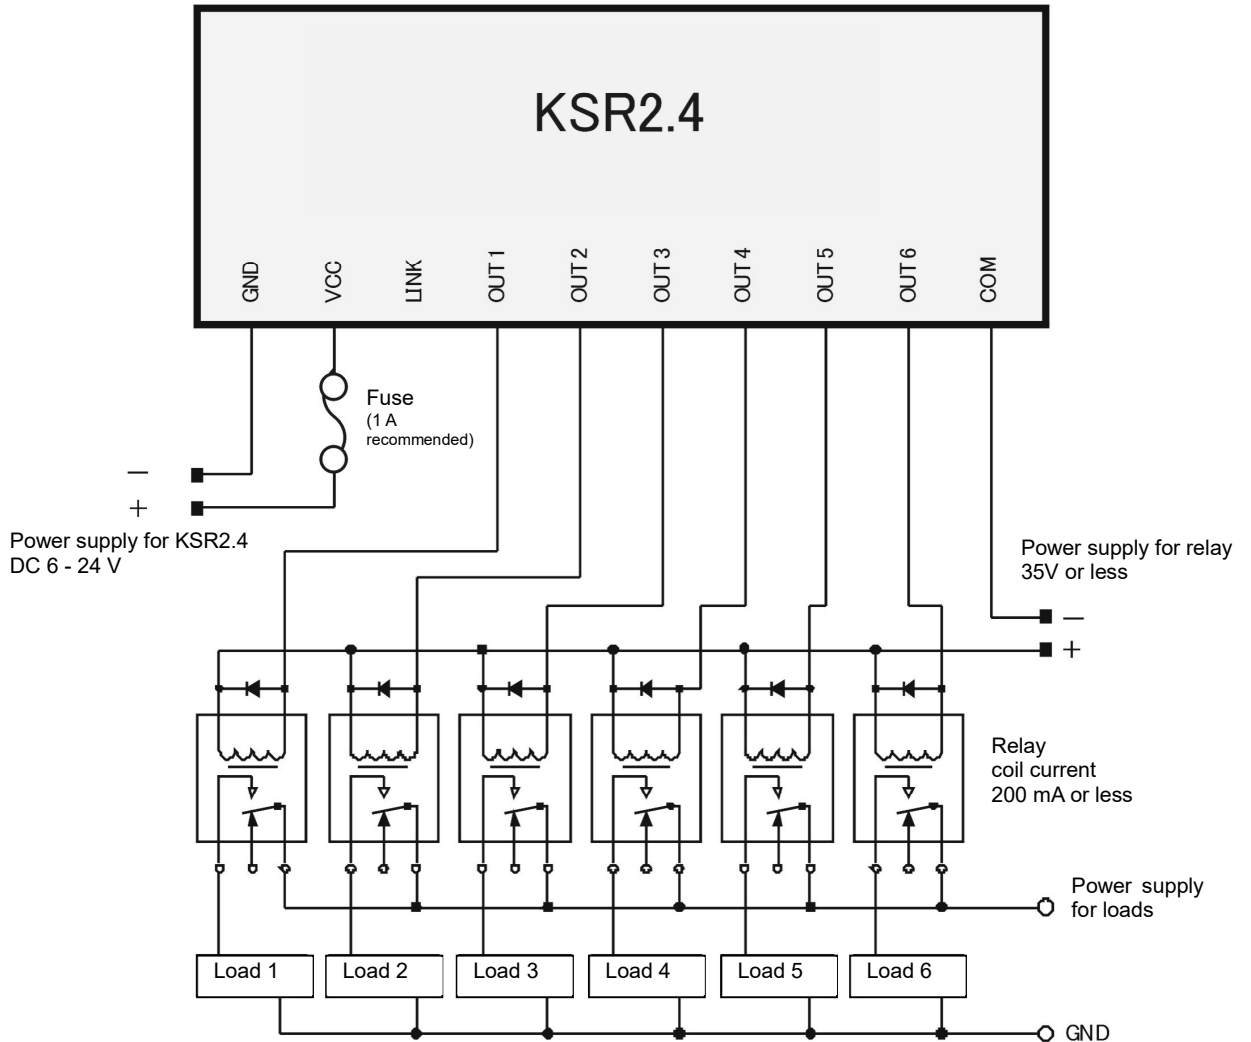 KSR2.4
GND
VCC
LINK
OUT 1
OUT 2
OUT 3
OUT 4
OUT 5
OUT 6
COM
Fuse
(1 A
recommended)
−
+
Power supply for KSR2.4
DC 6 - 24 V
Power supply for relay
35V or less
−
+
Relay
coil current
200 mA or less
Power supply
for loads
Load 1
Load 2
Load 3
Load 4
Load 5
Load 6
GND